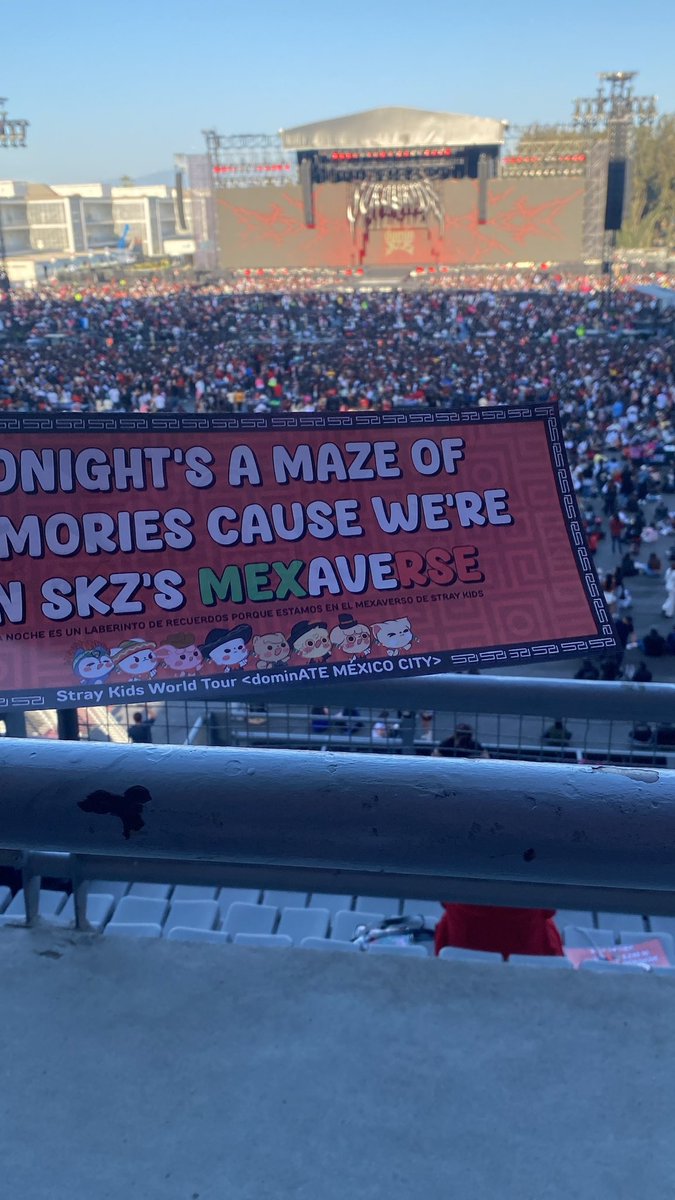 ONIGHT'S A MAZE OF
MORIES CAUSE WE'RE
N SKZ'S MEXAVERSE
A NOCHE ES UN LABERINTO DE RECUERDOS PORQUE ESTAMOS EN EL MEXAVERSO DE STRAY KIDS
Stray Kids World Tour <dominATE MÉXICO CITY>